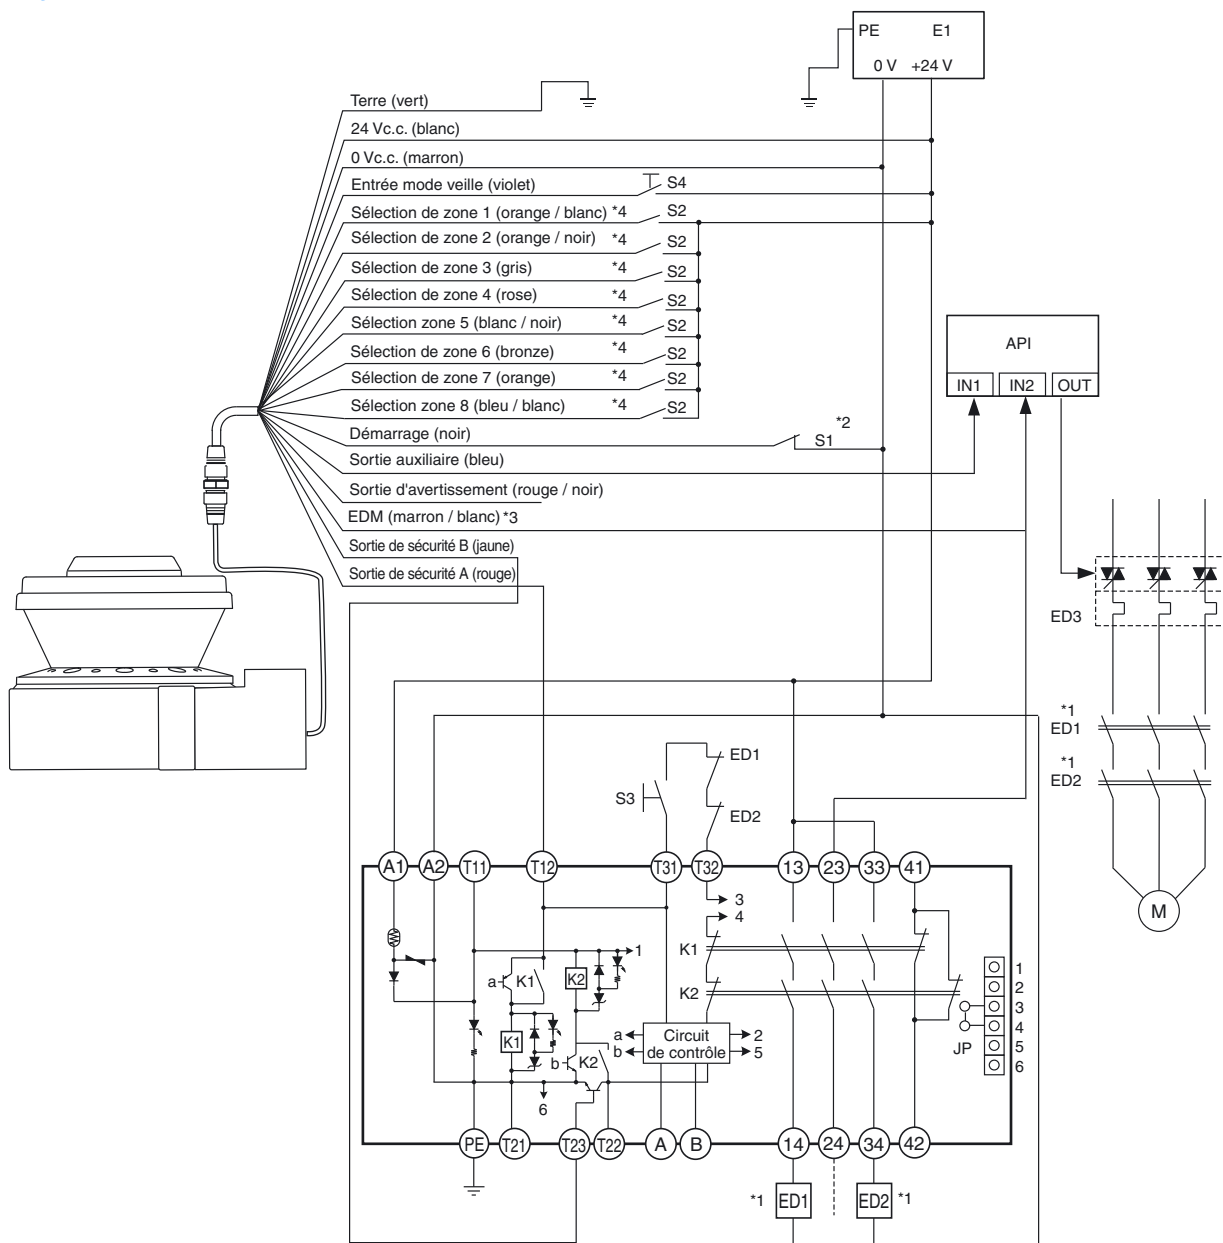 PE E1
0 V +24 V
Terre (vert)
24 Vc.c. (blanc)
0 Vc.c. (marron)
Entrée mode veille (violet) S4
Sélection de zone 1 (orange / blanc) *4 S2
Sélection de zone 2 (orange / noir) *4 S2
Sélection de zone 3 (gris) *4 S2
Sélection de zone 4 (rose) *4 S2
Sélection zone 5 (blanc / noir) *4 S2
Sélection de zone 6 (bronze) *4 S2
Sélection de zone 7 (orange) *4 S2
Sélection zone 8 (bleu / blanc) *4 S2
Démarrage (noir) S1 *2
Sortie auxiliaire (bleu)
Sortie d'avertissement (rouge / noir)
EDM (marron / blanc) *3
Sortie de sécurité B (jaune)
Sortie de sécurité A (rouge)
API
IN1 IN2 OUT
ED3
*1
ED1
*1
ED2
M
ED1
S3
ED2
A1 A2 T11 T12 T31 T32 13 23 33 41
3
4
1
K1
K2
a K1 K2
K1
b K2
6
a Circuit de contrôle 2
b 5
JP
1
2
3
4
5
6
PE T21 T23 T22 A B 14 24 34 42
*1 ED1 ED2 *1